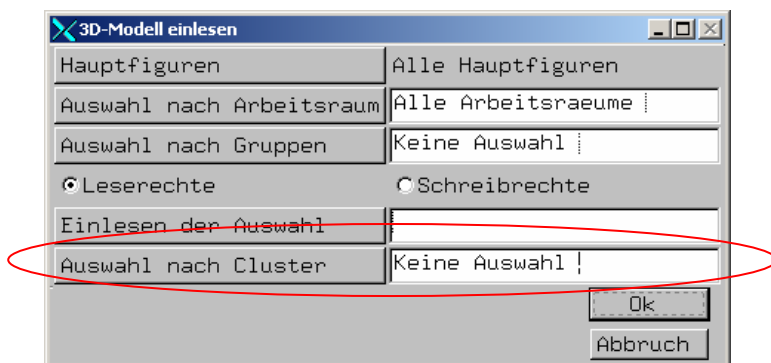 3D-Modell einlesen
Hauptfiguren Alle Hauptfiguren
Auswahl nach Arbeitsraum Alle Arbeitsraeume
Auswahl nach Gruppen Keine Auswahl
Leserechte Schreibrechte
Einlesen der Auswahl
Auswahl nach Cluster Keine Auswahl
Ok
Abbruch